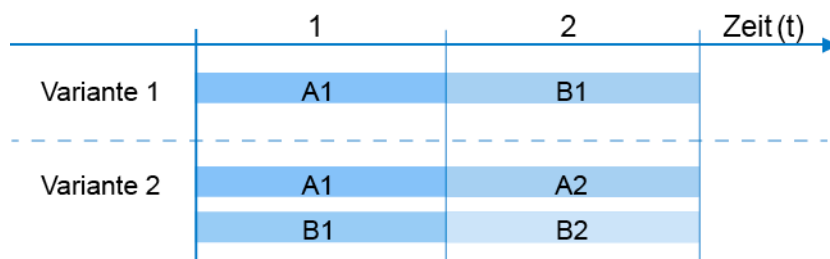 1 2 Zeit (t)
Variante 1 A1 B1
Variante 2 A1 A2
B1 B2